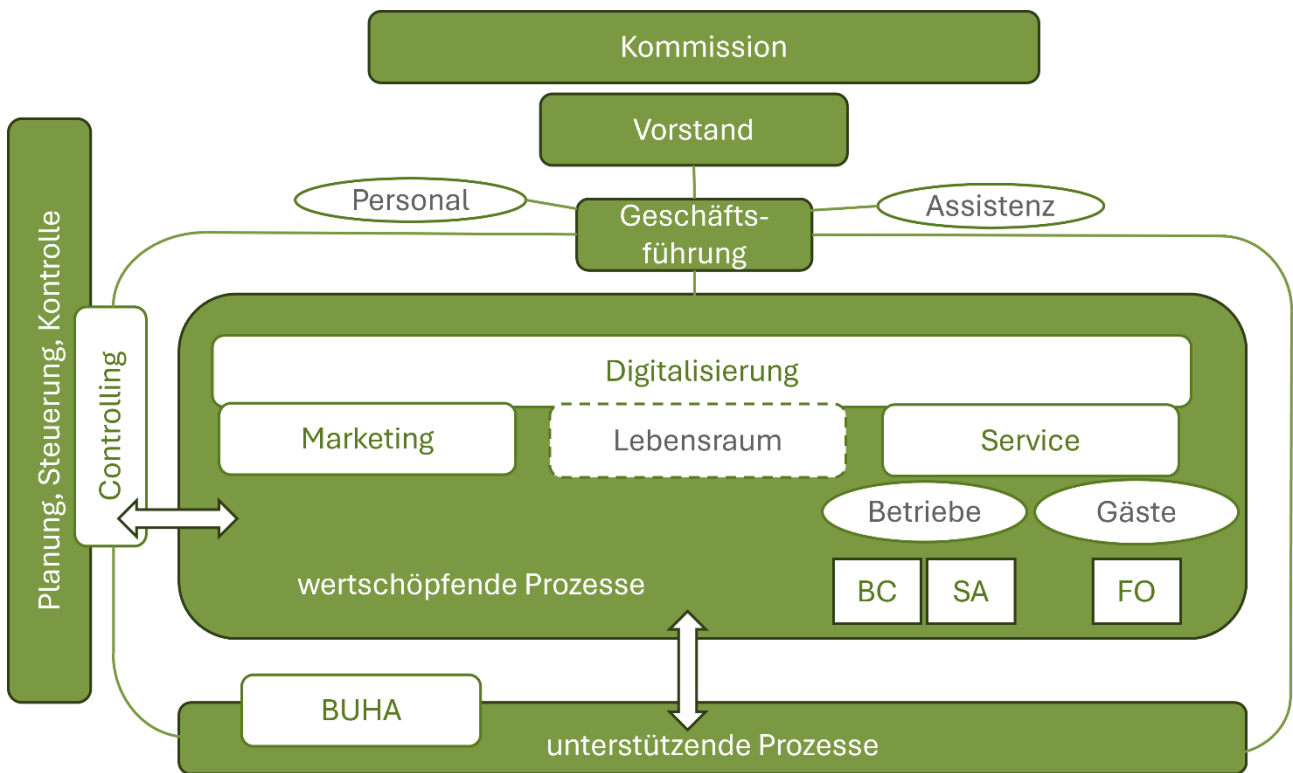 Kommission
Vorstand
Personal
Assistenz
Geschäfts-
führung
Planung, Steuerung, Kontrolle
Controlling
Digitalisierung
Marketing
Lebensraum
Service
Betriebe
Gäste
wertschöpfende Prozesse
BC
SA
FO
BUHA
unterstützende Prozesse